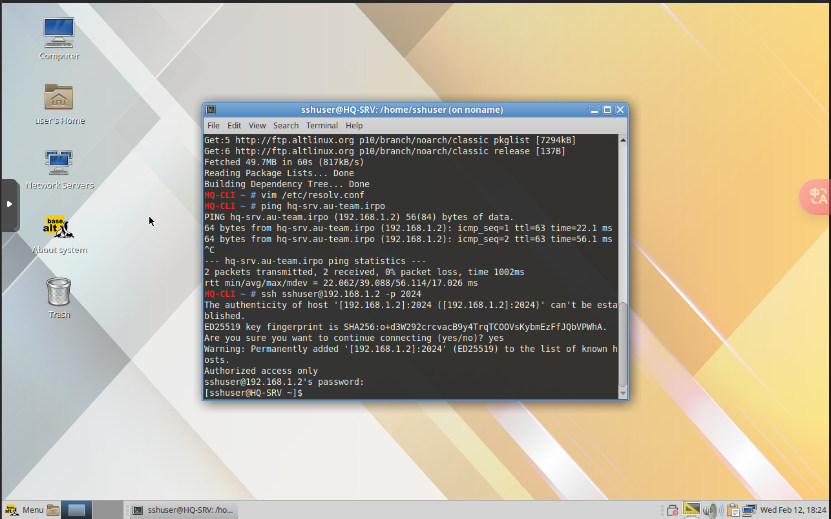 Computer
user's Home
Network Servers
base
alt
About system
Trash
sshuser@HQ-SRV: /home/sshuser (on noname)
File Edit View Search Terminal Help
Get:5 http://ftp.altlinux.org p10/branch/noarch/classic pkglist [7294kB]
Get:6 http://ftp.altlinux.org p10/branch/noarch/classic release [137B]
Fetched 49.7MB in 60s (817kB/s)
Reading Package Lists... Done
Building Dependency Tree... Done
HQ-CLI ~ # vim /etc/resolv.conf
HQ-CLI ~ # ping hq-srv.au-team.irpo
PING hq-srv.au-team.irpo (192.168.1.2) 56(84) bytes of data.
64 bytes from hq-srv.au-team.irpo (192.168.1.2): icmp_seq=1 ttl=63 time=22.1 ms
64 bytes from hq-srv.au-team.irpo (192.168.1.2): icmp_seq=2 ttl=63 time=56.1 ms
^C
--- hq-srv.au-team.irpo ping statistics ---
2 packets transmitted, 2 received, 0% packet loss, time 1002ms
rtt min/avg/max/mdev = 22.062/39.088/56.114/17.026 ms
HQ-CLI ~ # ssh sshuser@192.168.1.2 -p 2024
The authenticity of host '[192.168.1.2]:2024 ([192.168.1.2]:2024)' can't be esta
blished.
ED25519 key fingerprint is SHA256:o+d3W292crcvacB9y4TrqTCOOVsKybmEzFfJQbVPWhA.
Are you sure you want to continue connecting (yes/no)? yes
Warning: Permanently added '[192.168.1.2]:2024' (ED25519) to the list of known h
osts.
Authorized access only
sshuser@192.168.1.2's password:
[sshuser@HQ-SRV ~]$
中A
Menu
sshuser@HQ-SRV: /ho...
Wed Feb 12, 18:24